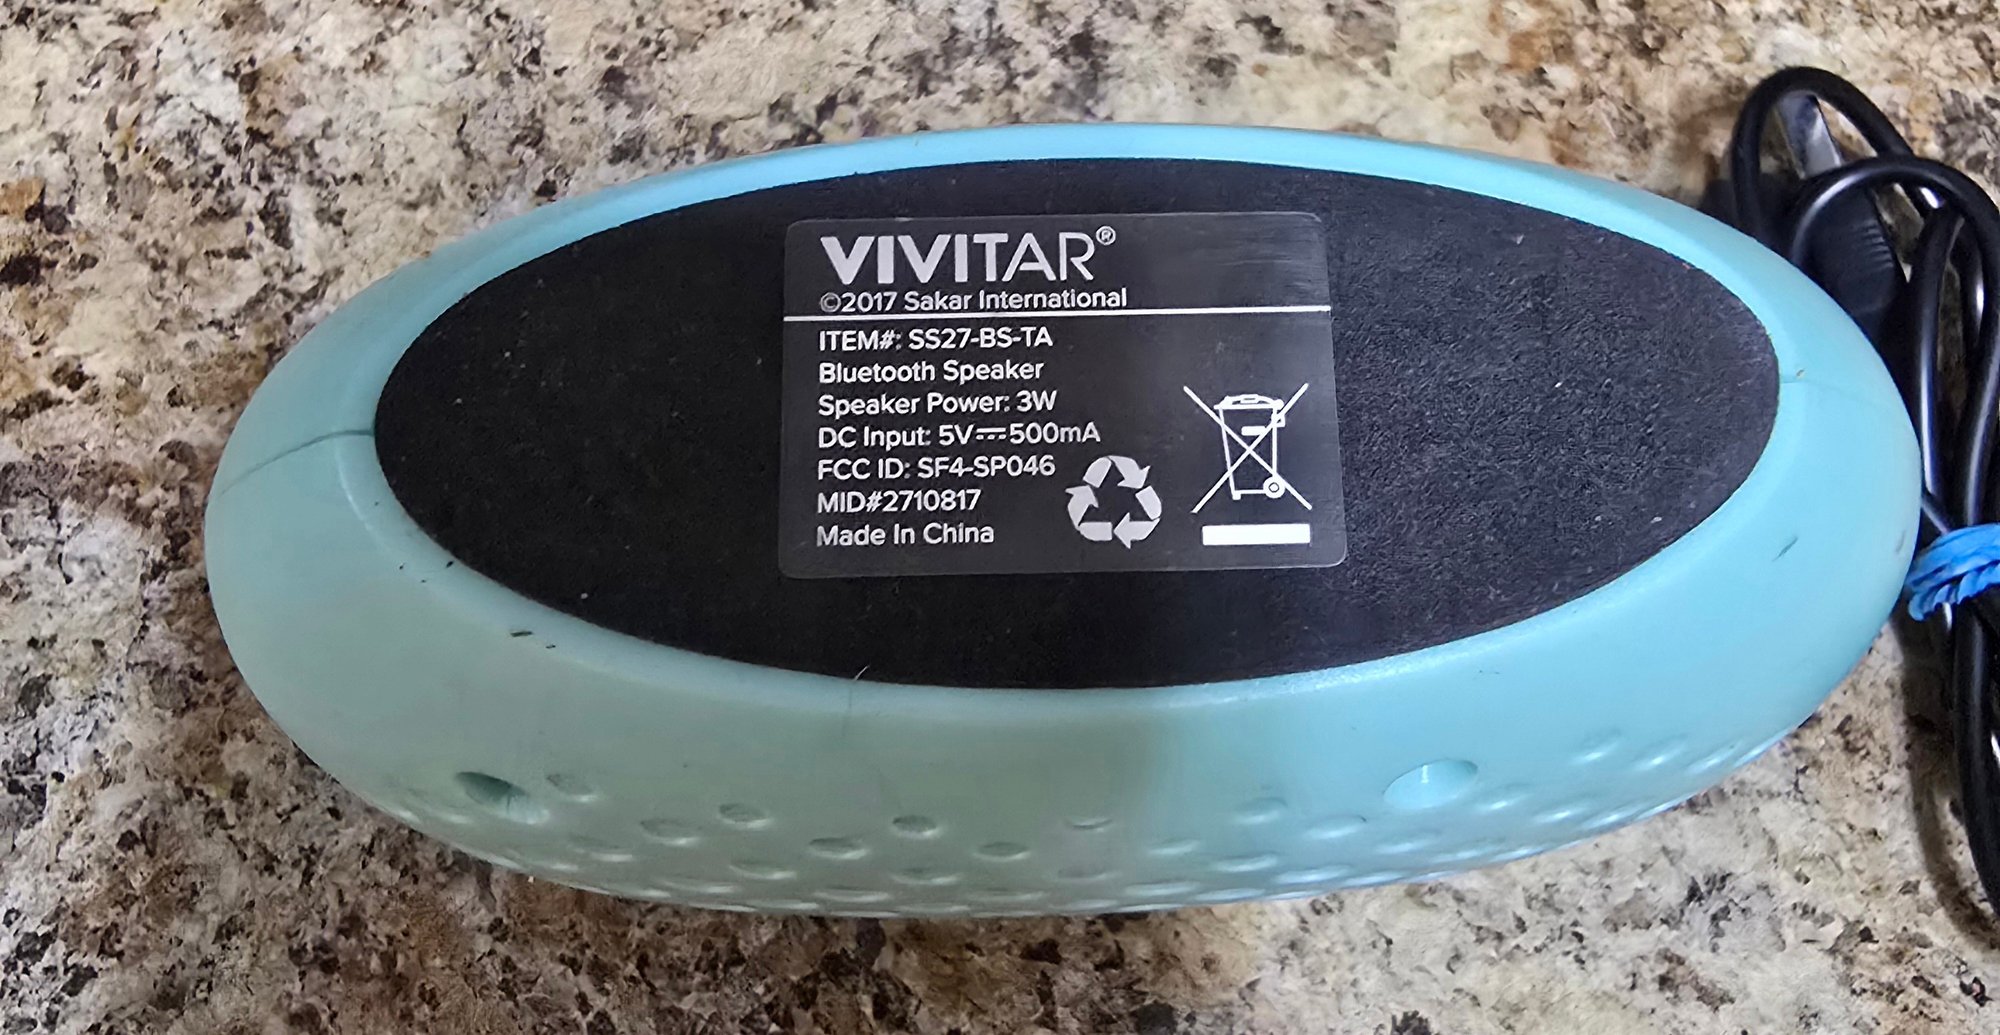 VIVITAR®
©2017 Sakar International
ITEM#: SS27-BS-TA
Bluetooth Speaker
Speaker Power: 3W
DC Input: 5V⎓500mA
FCC ID: SF4-SP046
MID#2710817
Made In China